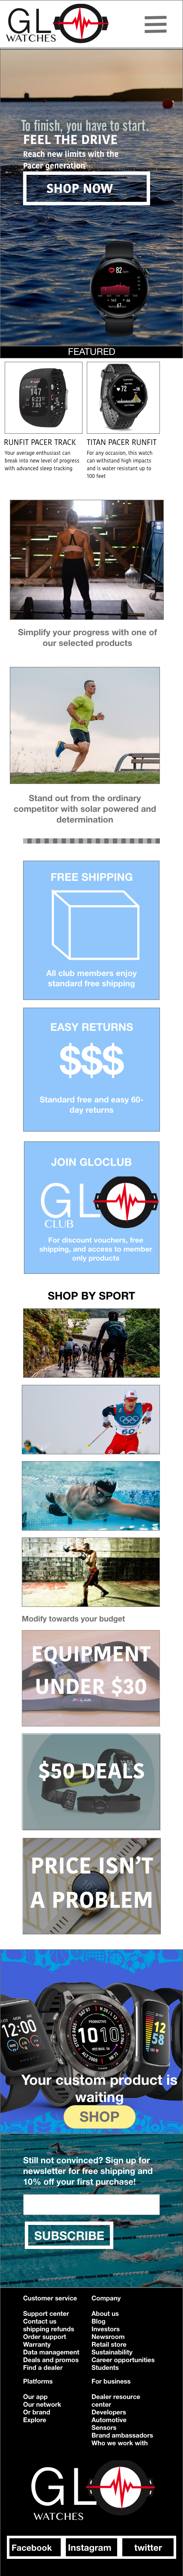 GL
WATCHES
To finish, you have to start.
FEEL THE DRIVE
Reach new limits with the
Pacer generation
SHOP NOW
82
FEATURED
147
6:23
7.85
72
RUNFIT PACER TRACK
Your average enthusiast can
break into new level of progress
with advanced sleep tracking
TITAN PACER RUNFIT
For any occasion, this watch
can withstand high impacts
and is water resistant up to
100 feet
Simplify your progress with one of
our selected products
Stand out from the ordinary
competitor with solar powered and
determination
FREE SHIPPING
All club members enjoy
standard free shipping
EASY RETURNS
$$$
Standard free and easy 60-
day returns
JOIN GLOCLUB
GL
CLUB
For discount vouchers, free
shipping, and access to member
only products
SHOP BY SPORT
Modify towards your budget
EQUIPMENT
UNDER $30
POLAR
$50 DEALS
PRICE ISN'T
A PROBLEM
12:00
1010
12
58
Your custom product is
waiting
SHOP
Still not convinced? Sign up for
newsletter for free shipping and
10% off your first purchase!
SUBSCRIBE
Customer service
Support center
Contact us
shipping refunds
Order support
Warranty
Data management
Deals and promos
Find a dealer
Company
About us
Blog
Investors
Newsroom
Retail store
Sustainability
Career opportunities
Students
Platforms
Our app
Our network
Or brand
Explore
For business
Dealer resource
center
Developers
Automotive
Sensors
Brand ambassadors
Who we work with
GL
WATCHES
Facebook
Instagram
twitter